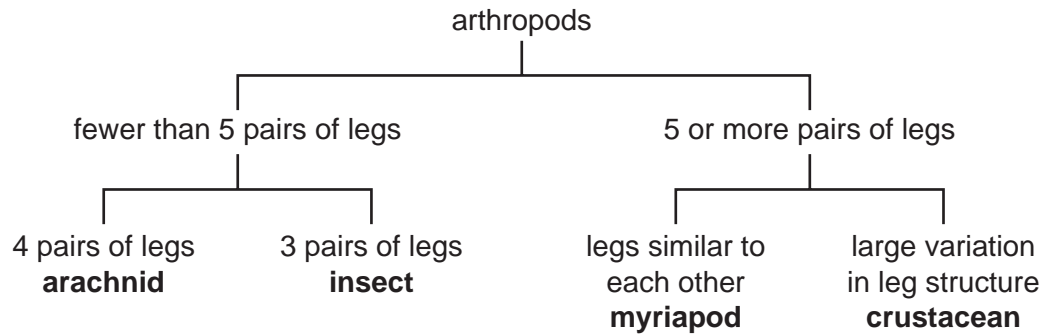 arthropods
fewer than 5 pairs of legs
5 or more pairs of legs
4 pairs of legs
arachnid
3 pairs of legs
insect
legs similar to
each other
myriapod
large variation
in leg structure
crustacean